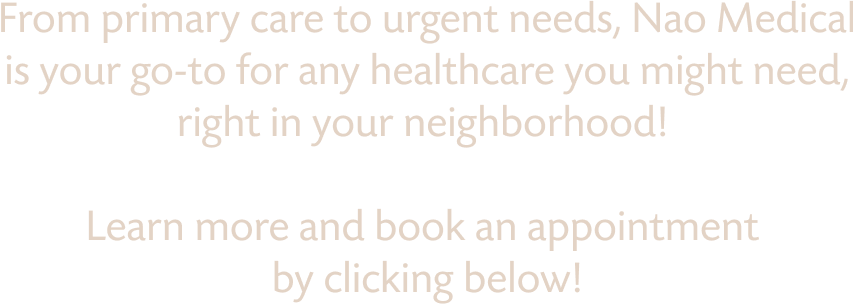 From primary care to urgent needs, Nao Medical
is your go-to for any healthcare you might need,
right in your neighborhood!
Learn more and book an appointment
by clicking below!